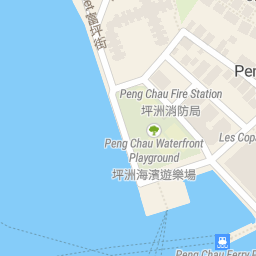 富坪街
Pen
Peng Chau Fire Station
坪洲消防局
Les Copa
Peng Chau Waterfront
Playground
坪洲海濱遊樂場
Peng Chau Ferry P